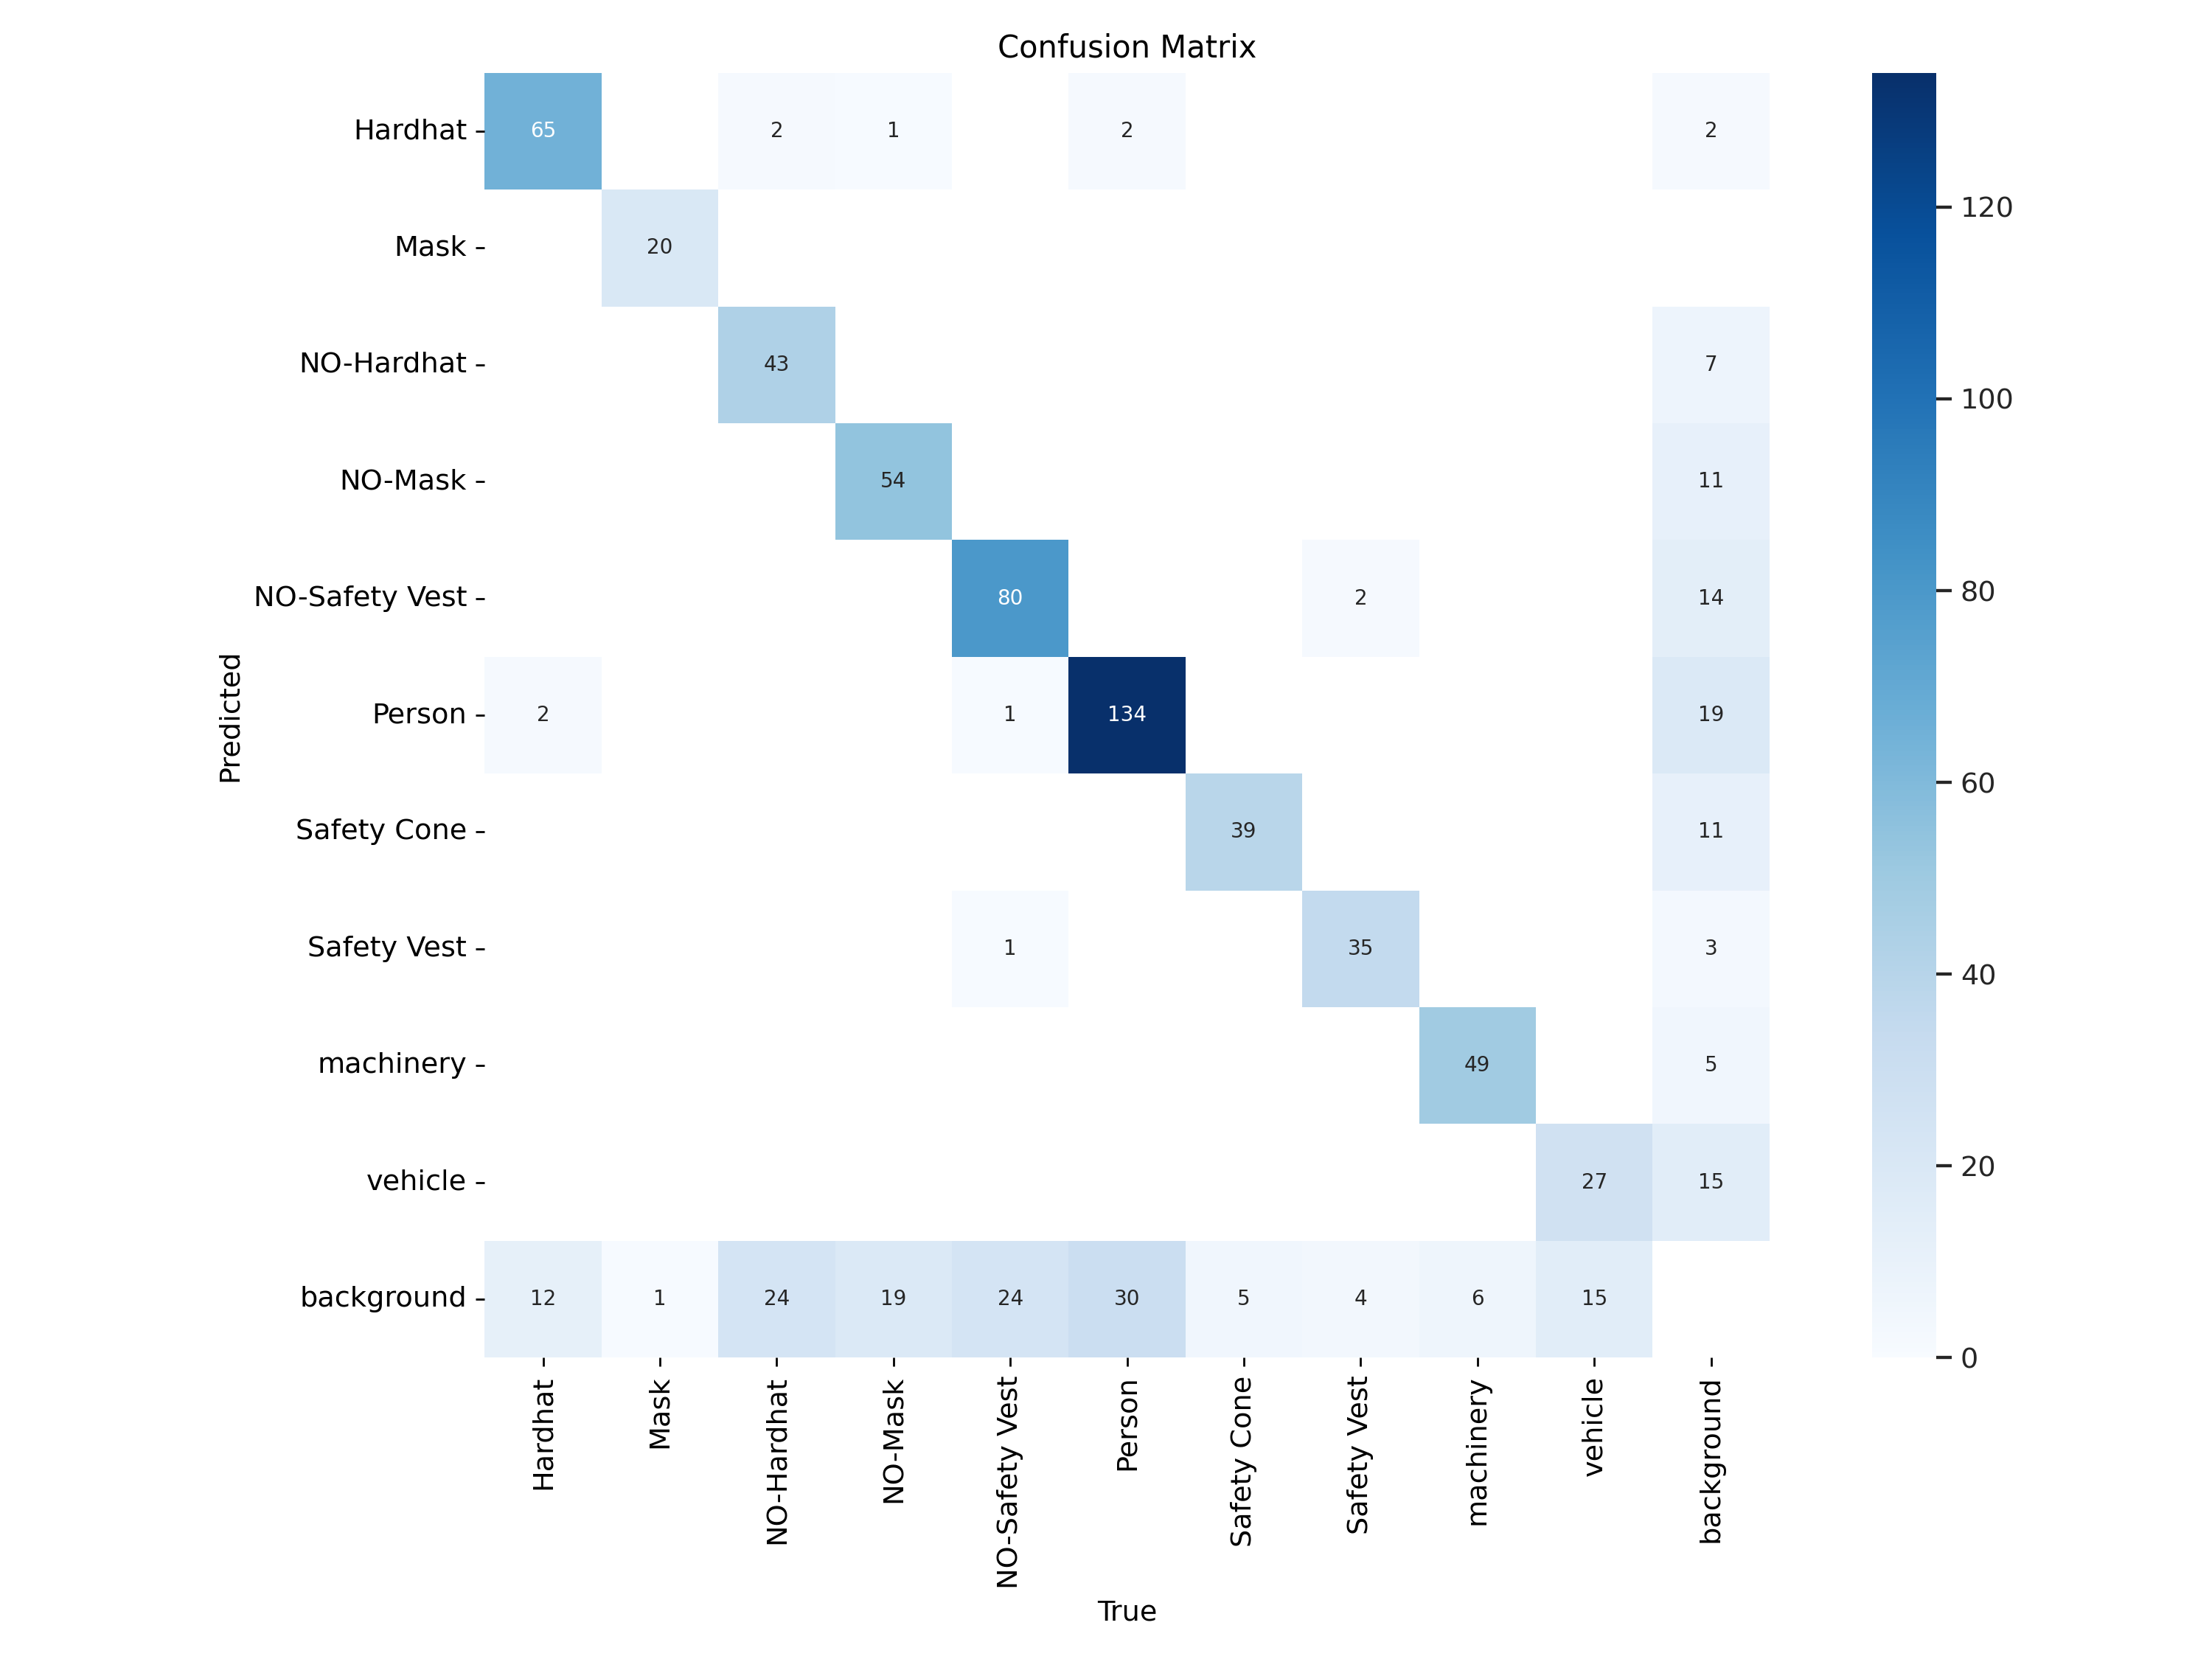 Confusion Matrix
Hardhat 65 2 1 2 2
Mask 20
NO-Hardhat 43 7
NO-Mask 54 11
NO-Safety Vest 80 2 14
Person 2 1 134 19
Safety Cone 39 11
Safety Vest 1 35 3
machinery 49 5
vehicle 27 15
background 12 1 24 19 24 30 5 4 6 15
Predicted
Hardhat
Mask
NO-Hardhat
NO-Mask
NO-Safety Vest
Person
Safety Cone
Safety Vest
machinery
vehicle
background
True
120
100
80
60
40
20
0